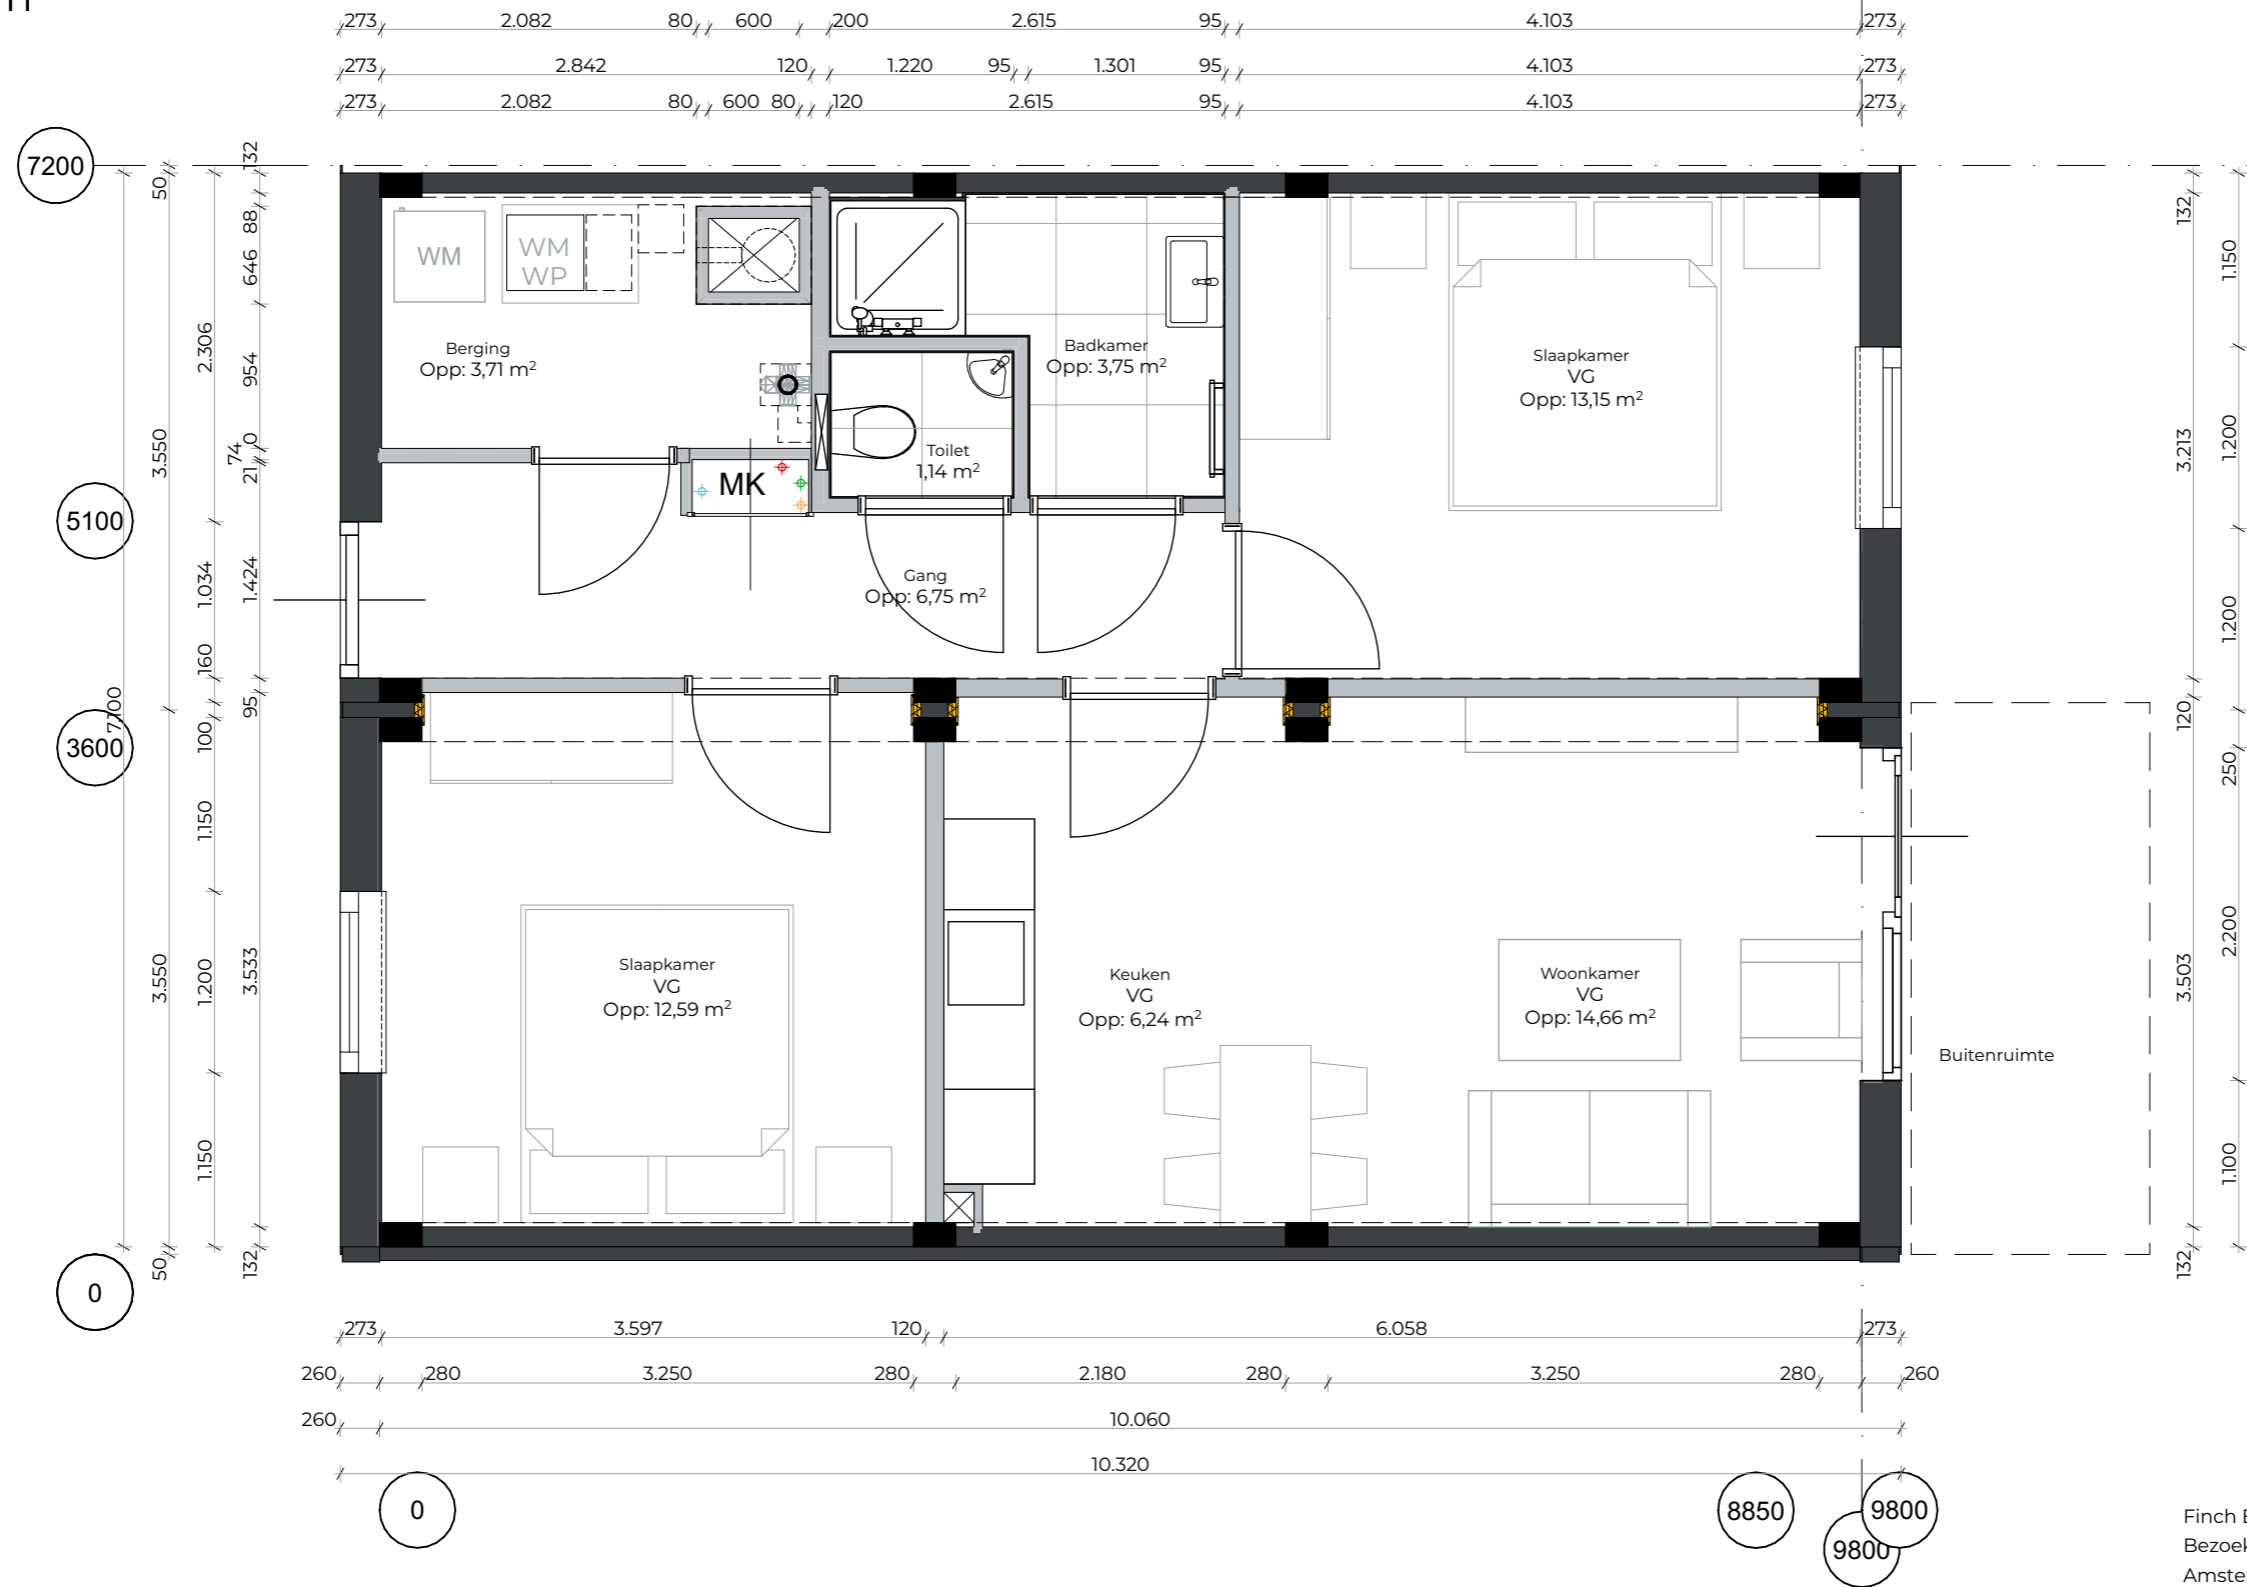 273 2.082 80 600 200 2.615 95 4.103 273
273 2.842 120 1.220 95 1.301 95 4.103 273
273 2.082 80 600 80 120 2.615 95 4.103 273
7200
5100
3600
0
7.100
50
3.550
3.550
50
2.306
1.034
160
100
1.150
1.200
1.150
132
88
646
954
0
74
21
1.424
95
3.533
132
WM
WM
WP
Berging
Opp: 3,71 m²
MK
Toilet
1,14 m²
Badkamer
Opp: 3,75 m²
Slaapkamer
VG
Opp: 13,15 m²
Gang
Opp: 6,75 m²
Slaapkamer
VG
Opp: 12,59 m²
Keuken
VG
Opp: 6,24 m²
Woonkamer
VG
Opp: 14,66 m²
Buitenruimte
132
3.213
120
3.503
132
1.150
1.200
1.200
250
2.200
1.100
273 3.597 120 6.058 273
260 280 3.250 280 2.180 280 3.250 280 260
260 10.060
10.320
0
8850
9800
9800
Finch
Bezoek
Amste